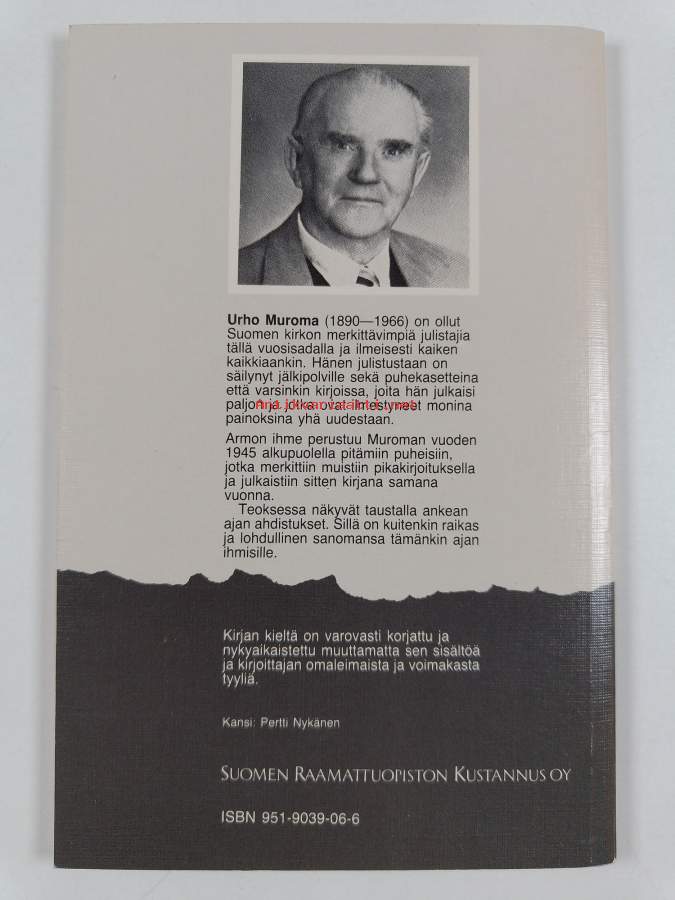 Urho Muroma (1890—1966) on ollut
Suomen kirkon merkittävimpiä julistajia
tällä vuosisadalla ja ilmeisesti kaiken
kaikkiaankin. Hänen julistustaan on
säilynyt jälkipolville sekä puhekasetteina
että varsinkin kirjoissa, joita hän julkaisi
paljon ja jotka ovat ilmestyneet monina
painoksina yhä uudestaan.
Armon ihme perustuu Muroman vuoden
1945 alkupuolella pitämiin puheisiin,
jotka merkittiin muistiin pikakirjoituksella
ja julkaistiin sitten kirjana samana
vuonna.
Teoksessa näkyvät taustalla ankean
ajan ahdistukset. Sillä on kuitenkin raikas
ja lohdullinen sanomansa tämänkin ajan
ihmisille.
Kirjan kieltä on varovasti korjattu ja
nykyaikaistettu muuttamatta sen sisältöä
ja kirjoittajan omaleimaista ja voimakasta
tyyliä.
Kansi: Pertti Nykänen
SUOMEN RAAMATTUOPISTON KUSTANNUS OY
ISBN 951-9039-06-6